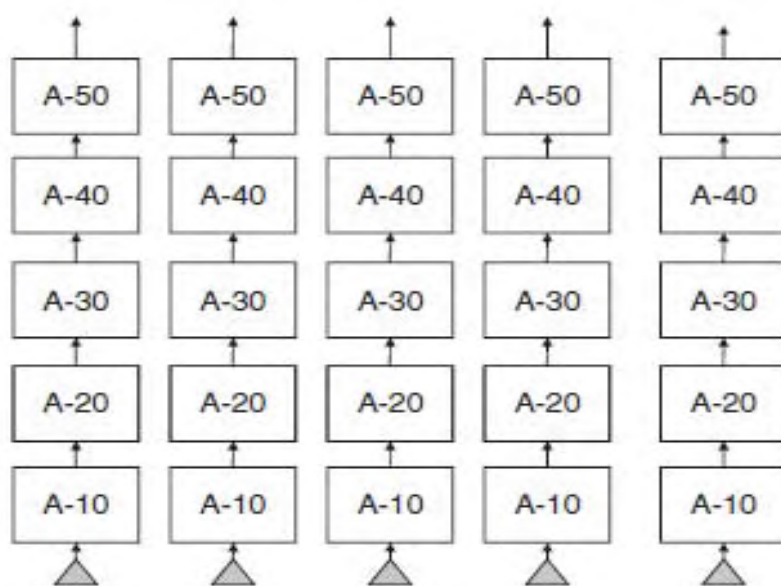 A-50 A-50 A-50 A-50 A-50
A-40 A-40 A-40 A-40 A-40
A-30 A-30 A-30 A-30 A-30
A-20 A-20 A-20 A-20 A-20
A-10 A-10 A-10 A-10 A-10